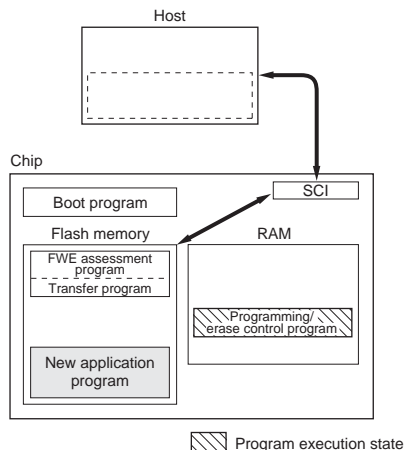 Host
Chip
SCI
Boot program
Flash memory
RAM
FWE assessment
program
Transfer program
Programming/
erase control program
New application
program
Program execution state